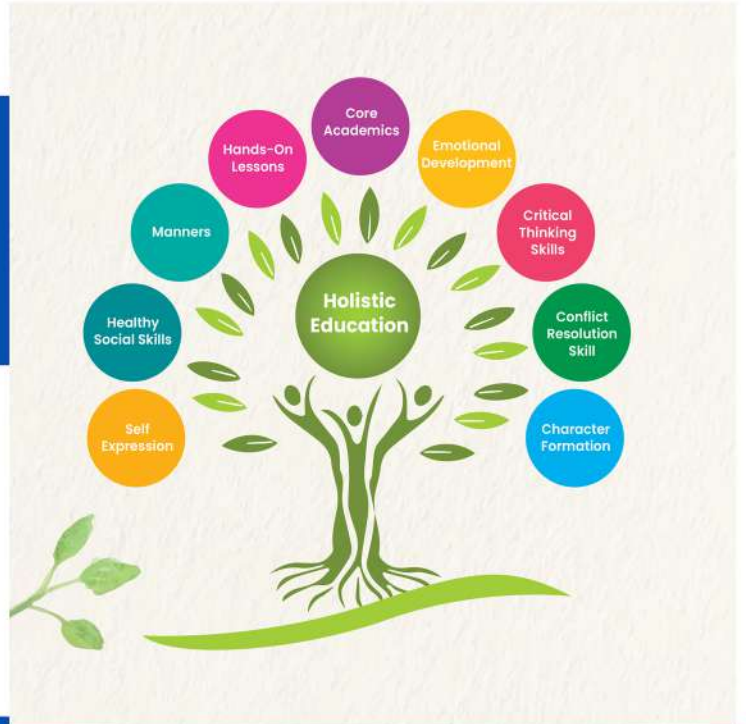 Core
Academics
Hands-On
Lessons
Emotional
Development
Manners
Critical
Thinking
Skills
Holistic
Education
Healthy
Social Skills
Conflict
Resolution
Skill
Self
Expression
Character
Formation